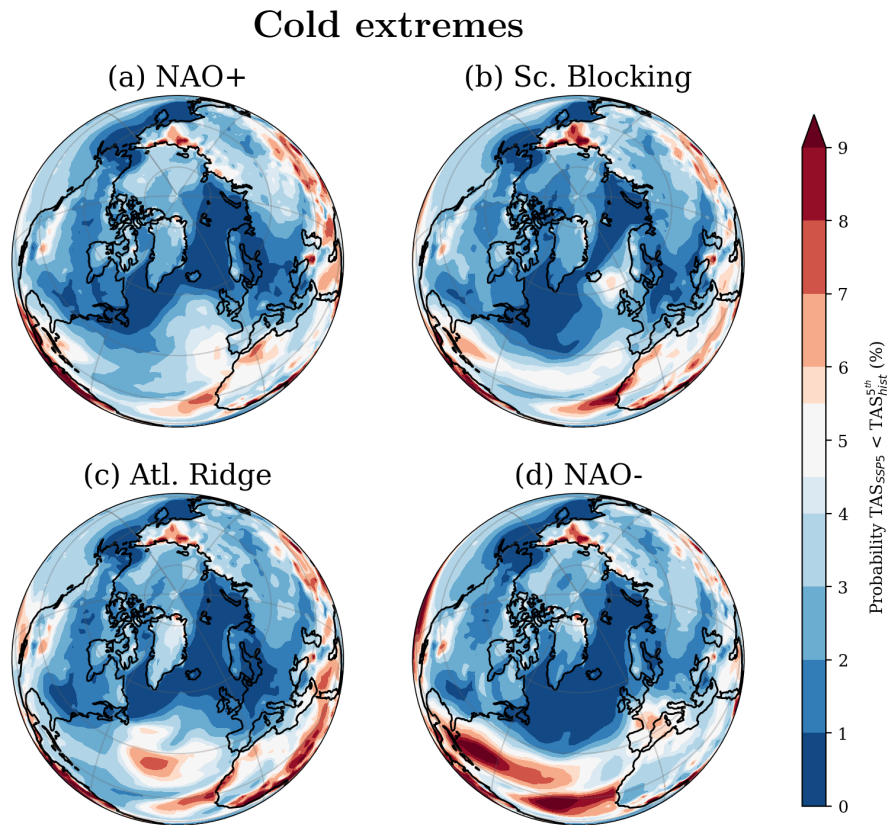 Cold extremes
(a) NAO+
(b) Sc. Blocking
(c) Atl. Ridge
(d) NAO-
9
8
7
6
5
4
3
2
1
0
Probability TAS_SSP5 < TAS^5th_hist (%)